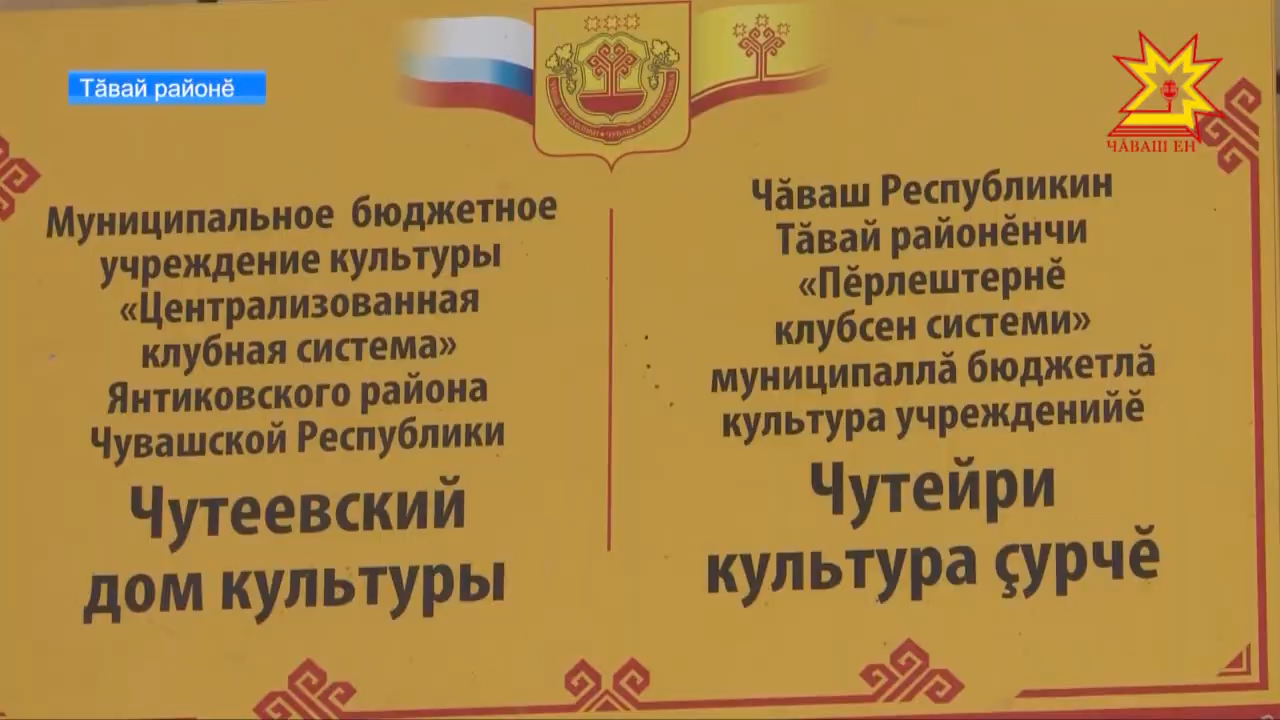 Тӑвай районӗ
ЧӐВАШ ЕН
Муниципальное бюджетное
учреждение культуры
«Централизованная
клубная система»
Янтиковского района
Чувашской Республики
Чутеевский
дом культуры
Чӑваш Республикин
Тӑвай районӗнчи
«Пӗрлештернӗ
клубсен системи»
муниципаллӑ бюджетлӑ
культура учрежденийӗ
Чутейри
культура ҫурчӗ